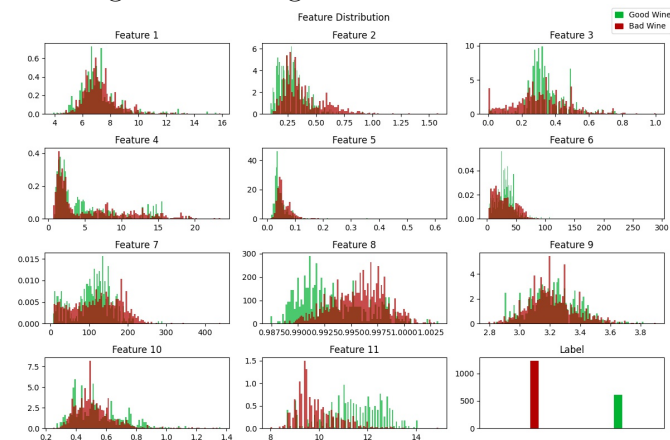 Feature Distribution
Good Wine
Bad Wine
Feature 1
Feature 2
Feature 3
0.6
0.4
0.2
0.0
4 6 8 10 12 14 16
6
4
2
0
0.25 0.50 0.75 1.00 1.25 1.50
10
5
0
0.0 0.2 0.4 0.6 0.8 1.0
Feature 4
Feature 5
Feature 6
0.4
0.2
0.0
0 5 10 15 20
40
20
0
0.0 0.1 0.2 0.3 0.4 0.5 0.6
0.04
0.02
0.00
0 50 100 150 200 250 300
Feature 7
Feature 8
Feature 9
0.015
0.010
0.005
0.000
0 100 200 300 400
300
200
100
0
0.98750.99000.99250.99500.99751.00001.0025
4
2
0
2.8 3.0 3.2 3.4 3.6 3.8
Feature 10
Feature 11
Label
7.5
5.0
2.5
0.0
0.2 0.4 0.6 0.8 1.0 1.2 1.4
1.5
1.0
0.5
0.0
8 10 12 14
1000
500
0